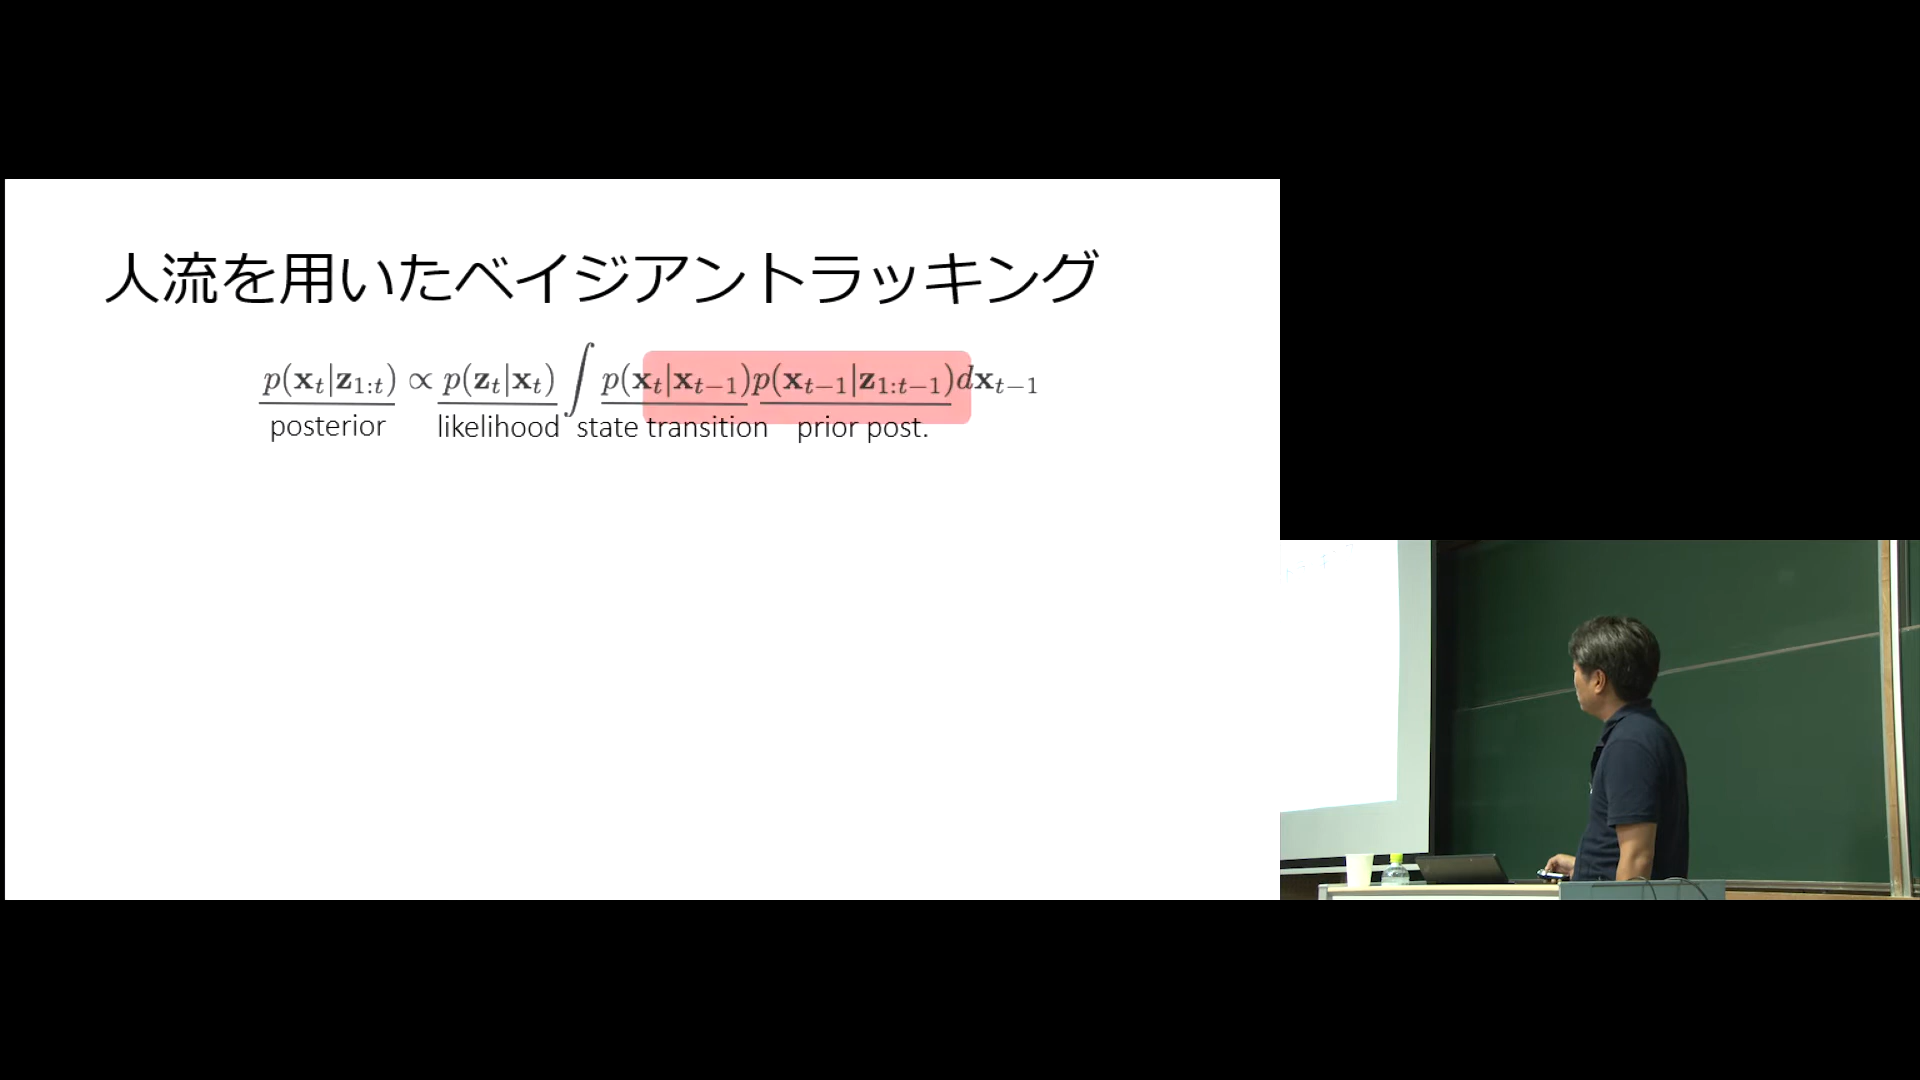 人流を用いたベイジアントラッキング
p(x_t|z_{1:t}) ∝ p(z_t|x_t) ∫ p(x_t|x_{t−1})p(x_{t−1}|z_{1:t−1})dx_{t−1}
posterior likelihood state transition prior post.